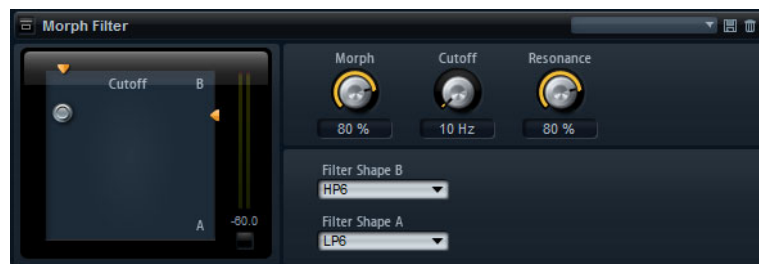 Morph Filter
Cutoff B
A
-60.0
Morph Cutoff Resonance
80 % 10 Hz 80 %
Filter Shape B
HP6
Filter Shape A
LP6